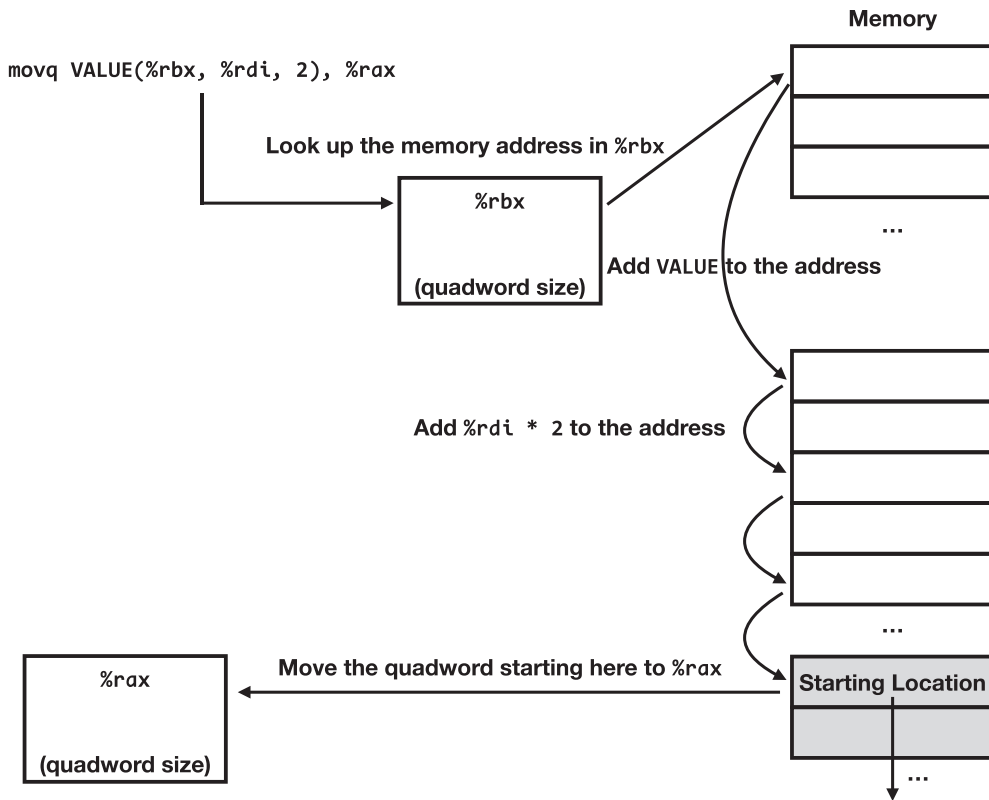 Memory
movq VALUE(%rbx, %rdi, 2), %rax
Look up the memory address in %rbx
%rbx
(quadword size)
...
Add VALUE to the address
Add %rdi * 2 to the address
...
Move the quadword starting here to %rax
%rax
(quadword size)
Starting Location
...